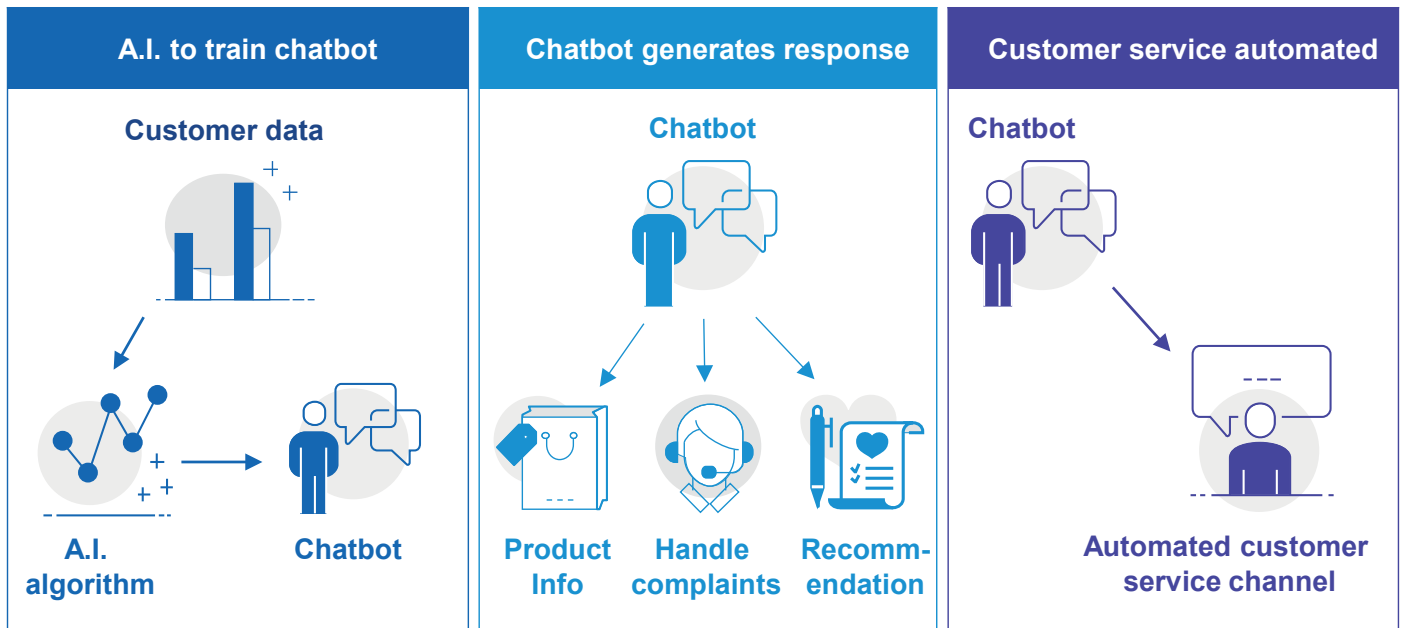 A.I. to train chatbot
Customer data
A.I.
algorithm
Chatbot
Chatbot generates response
Chatbot
Product
Info
Handle
complaints
Recomm-
endation
Customer service automated
Chatbot
Automated customer
service channel